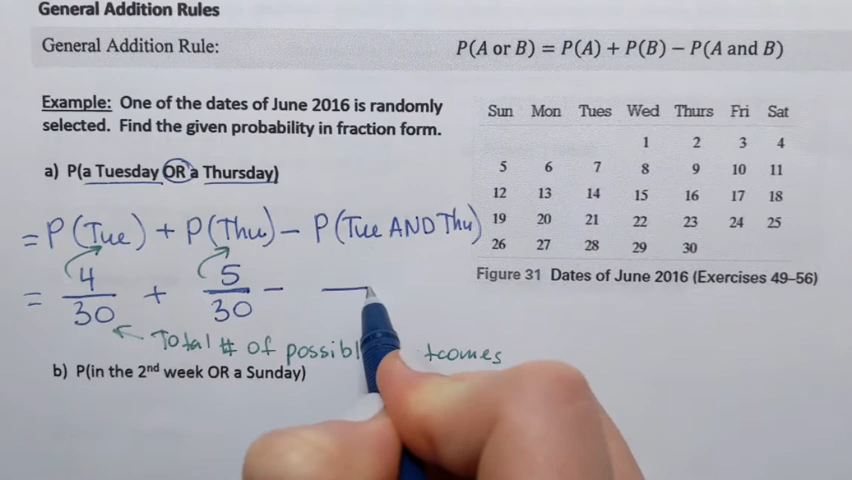 General Addition Rules
General Addition Rule: P(A or B) = P(A) + P(B) − P(A and B)
Example: One of the dates of June 2016 is randomly
selected. Find the given probability in fraction form.
a) P(a Tuesday OR a Thursday)
= P(Tue) + P(Thu) − P(Tue AND Thu)
= 4/30 + 5/30 −
Total # of possibl tcomes
b) P(in the 2nd week OR a Sunday)
Sun Mon Tues Wed Thurs Fri Sat
1 2 3 4
5 6 7 8 9 10 11
12 13 14 15 16 17 18
19 20 21 22 23 24 25
26 27 28 29 30
Figure 31 Dates of June 2016 (Exercises 49–56)